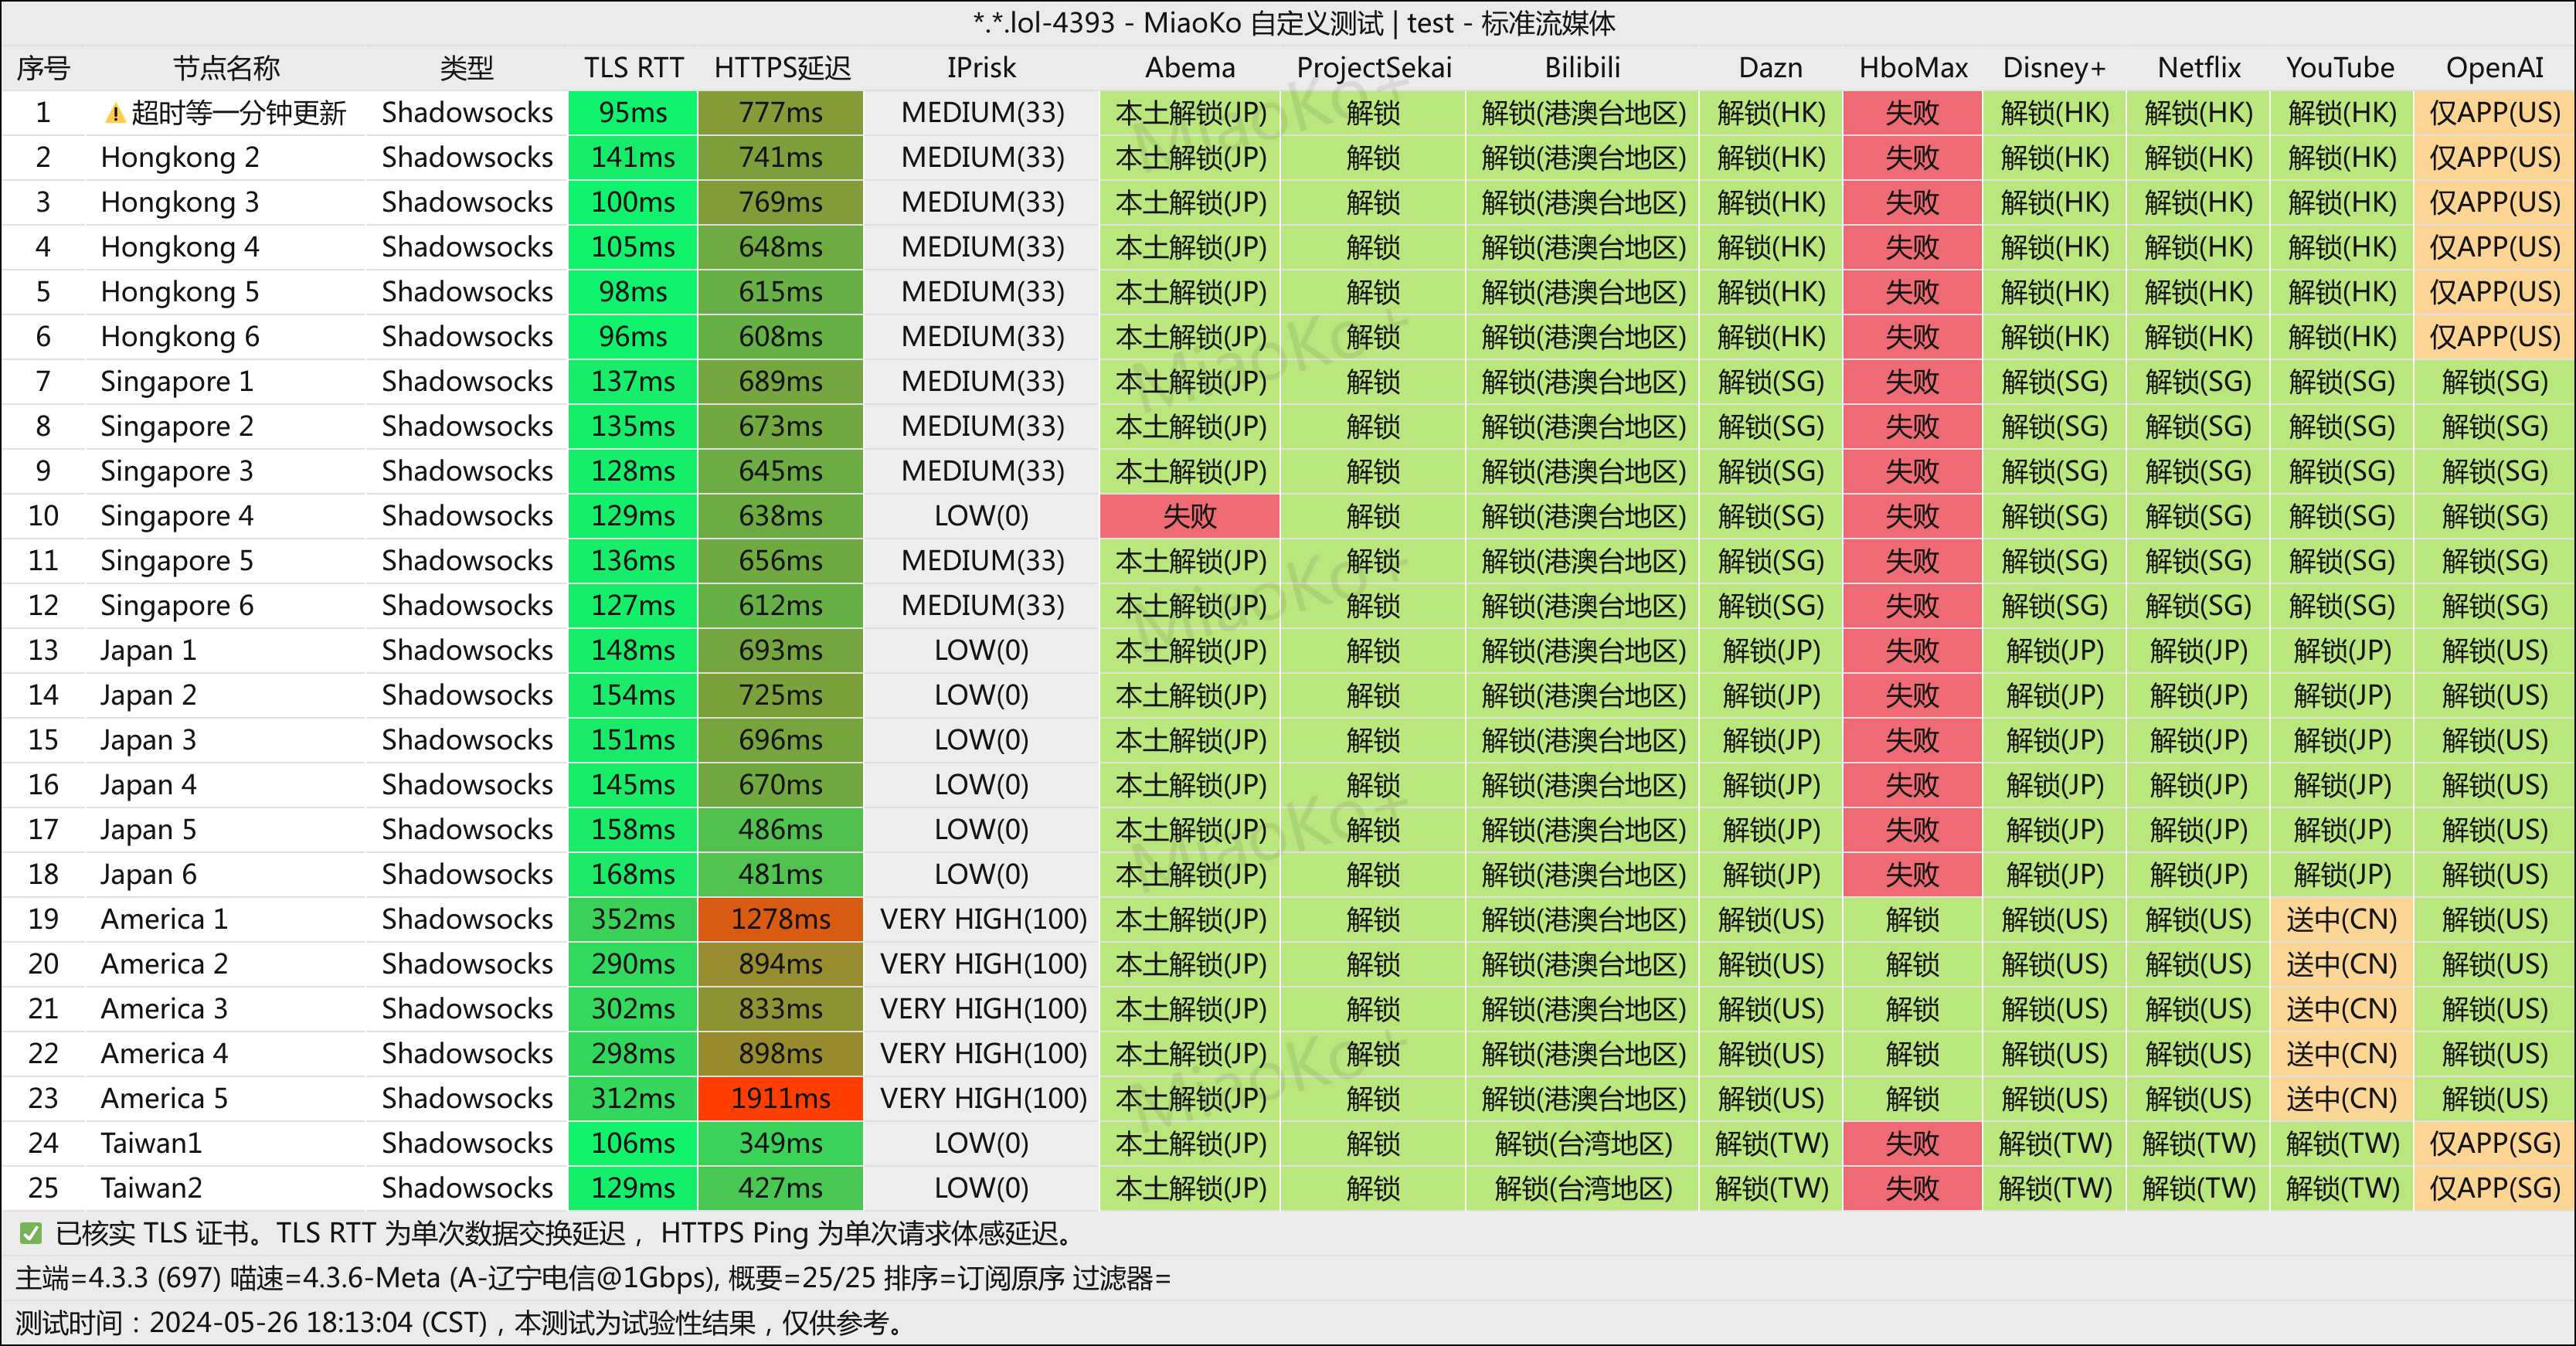 *.*.lol-4393 - MiaoKo 自定义测试 | test - 标准流媒体
序号 节点名称 类型 TLS RTT HTTPS延迟 IPrisk Abema ProjectSekai Bilibili Dazn HboMax Disney+ Netflix YouTube OpenAI
1 ⚠️超时等一分钟更新 Shadowsocks 95ms 777ms MEDIUM(33) 本土解锁(JP) 解锁 解锁(港澳台地区) 解锁(HK) 失败 解锁(HK) 解锁(HK) 解锁(HK) 仅APP(US)
2 Hongkong 2 Shadowsocks 141ms 741ms MEDIUM(33) 本土解锁(JP) 解锁 解锁(港澳台地区) 解锁(HK) 失败 解锁(HK) 解锁(HK) 解锁(HK) 仅APP(US)
3 Hongkong 3 Shadowsocks 100ms 769ms MEDIUM(33) 本土解锁(JP) 解锁 解锁(港澳台地区) 解锁(HK) 失败 解锁(HK) 解锁(HK) 解锁(HK) 仅APP(US)
4 Hongkong 4 Shadowsocks 105ms 648ms MEDIUM(33) 本土解锁(JP) 解锁 解锁(港澳台地区) 解锁(HK) 失败 解锁(HK) 解锁(HK) 解锁(HK) 仅APP(US)
5 Hongkong 5 Shadowsocks 98ms 615ms MEDIUM(33) 本土解锁(JP) 解锁 解锁(港澳台地区) 解锁(HK) 失败 解锁(HK) 解锁(HK) 解锁(HK) 仅APP(US)
6 Hongkong 6 Shadowsocks 96ms 608ms MEDIUM(33) 本土解锁(JP) 解锁 解锁(港澳台地区) 解锁(HK) 失败 解锁(HK) 解锁(HK) 解锁(HK) 仅APP(US)
7 Singapore 1 Shadowsocks 137ms 689ms MEDIUM(33) 本土解锁(JP) 解锁 解锁(港澳台地区) 解锁(SG) 失败 解锁(SG) 解锁(SG) 解锁(SG) 解锁(SG)
8 Singapore 2 Shadowsocks 135ms 673ms MEDIUM(33) 本土解锁(JP) 解锁 解锁(港澳台地区) 解锁(SG) 失败 解锁(SG) 解锁(SG) 解锁(SG) 解锁(SG)
9 Singapore 3 Shadowsocks 128ms 645ms MEDIUM(33) 本土解锁(JP) 解锁 解锁(港澳台地区) 解锁(SG) 失败 解锁(SG) 解锁(SG) 解锁(SG) 解锁(SG)
10 Singapore 4 Shadowsocks 129ms 638ms LOW(0) 失败 解锁 解锁(港澳台地区) 解锁(SG) 失败 解锁(SG) 解锁(SG) 解锁(SG) 解锁(SG)
11 Singapore 5 Shadowsocks 136ms 656ms MEDIUM(33) 本土解锁(JP) 解锁 解锁(港澳台地区) 解锁(SG) 失败 解锁(SG) 解锁(SG) 解锁(SG) 解锁(SG)
12 Singapore 6 Shadowsocks 127ms 612ms MEDIUM(33) 本土解锁(JP) 解锁 解锁(港澳台地区) 解锁(SG) 失败 解锁(SG) 解锁(SG) 解锁(SG) 解锁(SG)
13 Japan 1 Shadowsocks 148ms 693ms LOW(0) 本土解锁(JP) 解锁 解锁(港澳台地区) 解锁(JP) 失败 解锁(JP) 解锁(JP) 解锁(JP) 解锁(US)
14 Japan 2 Shadowsocks 154ms 725ms LOW(0) 本土解锁(JP) 解锁 解锁(港澳台地区) 解锁(JP) 失败 解锁(JP) 解锁(JP) 解锁(JP) 解锁(US)
15 Japan 3 Shadowsocks 151ms 696ms LOW(0) 本土解锁(JP) 解锁 解锁(港澳台地区) 解锁(JP) 失败 解锁(JP) 解锁(JP) 解锁(JP) 解锁(US)
16 Japan 4 Shadowsocks 145ms 670ms LOW(0) 本土解锁(JP) 解锁 解锁(港澳台地区) 解锁(JP) 失败 解锁(JP) 解锁(JP) 解锁(JP) 解锁(US)
17 Japan 5 Shadowsocks 158ms 486ms LOW(0) 本土解锁(JP) 解锁 解锁(港澳台地区) 解锁(JP) 失败 解锁(JP) 解锁(JP) 解锁(JP) 解锁(US)
18 Japan 6 Shadowsocks 168ms 481ms LOW(0) 本土解锁(JP) 解锁 解锁(港澳台地区) 解锁(JP) 失败 解锁(JP) 解锁(JP) 解锁(JP) 解锁(US)
19 America 1 Shadowsocks 352ms 1278ms VERY HIGH(100) 本土解锁(JP) 解锁 解锁(港澳台地区) 解锁(US) 解锁 解锁(US) 解锁(US) 送中(CN) 解锁(US)
20 America 2 Shadowsocks 290ms 894ms VERY HIGH(100) 本土解锁(JP) 解锁 解锁(港澳台地区) 解锁(US) 解锁 解锁(US) 解锁(US) 送中(CN) 解锁(US)
21 America 3 Shadowsocks 302ms 833ms VERY HIGH(100) 本土解锁(JP) 解锁 解锁(港澳台地区) 解锁(US) 解锁 解锁(US) 解锁(US) 送中(CN) 解锁(US)
22 America 4 Shadowsocks 298ms 898ms VERY HIGH(100) 本土解锁(JP) 解锁 解锁(港澳台地区) 解锁(US) 解锁 解锁(US) 解锁(US) 送中(CN) 解锁(US)
23 America 5 Shadowsocks 312ms 1911ms VERY HIGH(100) 本土解锁(JP) 解锁 解锁(港澳台地区) 解锁(US) 解锁 解锁(US) 解锁(US) 送中(CN) 解锁(US)
24 Taiwan1 Shadowsocks 106ms 349ms LOW(0) 本土解锁(JP) 解锁 解锁(台湾地区) 解锁(TW) 失败 解锁(TW) 解锁(TW) 解锁(TW) 仅APP(SG)
25 Taiwan2 Shadowsocks 129ms 427ms LOW(0) 本土解锁(JP) 解锁 解锁(台湾地区) 解锁(TW) 失败 解锁(TW) 解锁(TW) 解锁(TW) 仅APP(SG)
✅ 已核实 TLS 证书。TLS RTT 为单次数据交换延迟， HTTPS Ping 为单次请求体感延迟。
主端=4.3.3 (697) 喵速=4.3.6-Meta (A-辽宁电信@1Gbps), 概要=25/25 排序=订阅原序 过滤器=
测试时间：2024-05-26 18:13:04 (CST)，本测试为试验性结果，仅供参考。
MiaoKo+
MiaoKo+
MiaoKo+
MiaoKo+
MiaoKo+